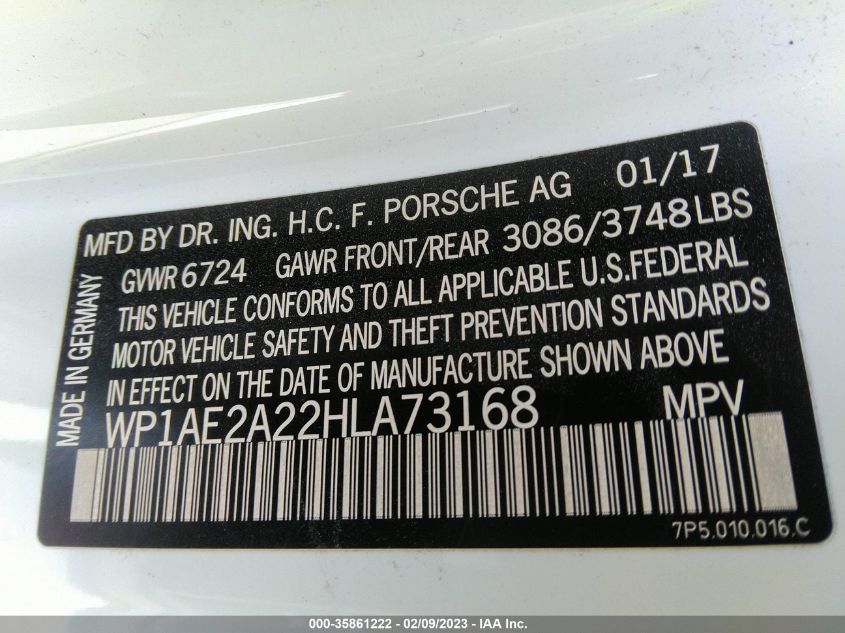 MFD BY DR. ING. H.C. F. PORSCHE AG 01/17
GVWR 6724 GAWR FRONT/REAR 3086/3748 LBS
THIS VEHICLE CONFORMS TO ALL APPLICABLE U.S.FEDERAL
MOTOR VEHICLE SAFETY AND THEFT PREVENTION STANDARDS
IN EFFECT ON THE DATE OF MANUFACTURE SHOWN ABOVE
WP1AE2A22HLA73168 MPV
MADE IN GERMANY
7P5.010.016.C
000-35861222 - 02/09/2023 - IAA Inc.